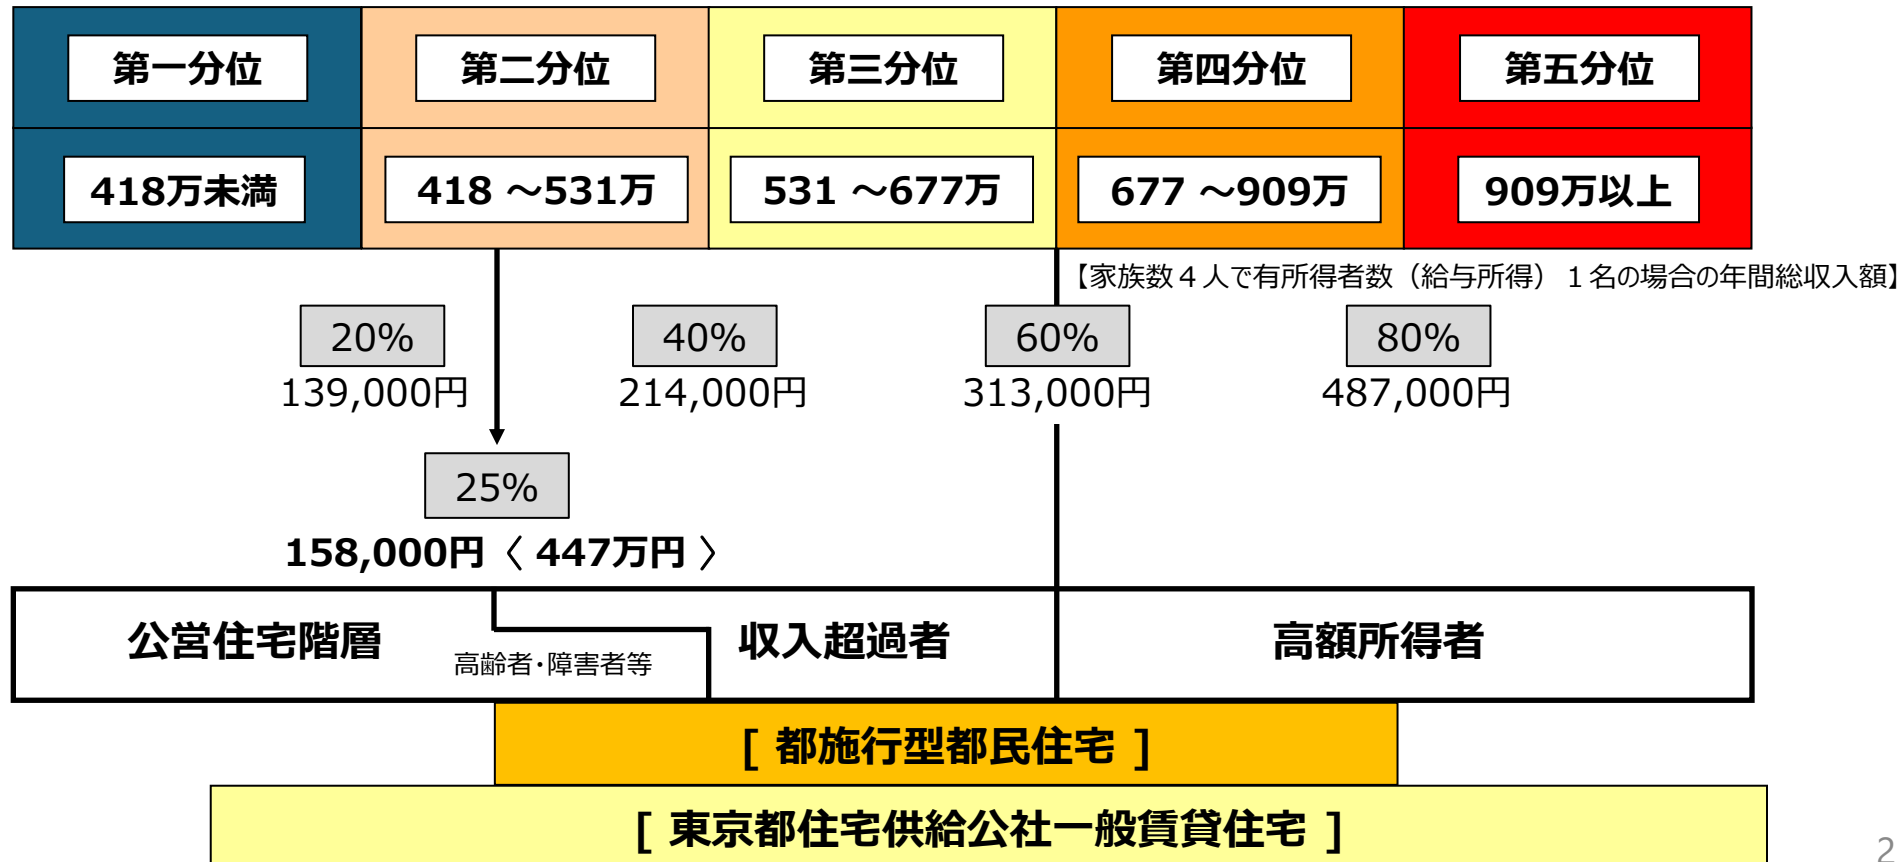 第一分位 第二分位 第三分位 第四分位 第五分位
418万未満 418 ～531万 531 ～677万 677 ～909万 909万以上
【家族数４人で有所得者数（給与所得）１名の場合の年間総収入額】
20% 40% 60% 80%
139,000円 214,000円 313,000円 487,000円
25%
158,000円〈 447万円 〉
公営住宅階層 収入超過者 高額所得者
高齢者・障害者等
[ 都施行型都民住宅 ]
[ 東京都住宅供給公社一般賃貸住宅 ]
2